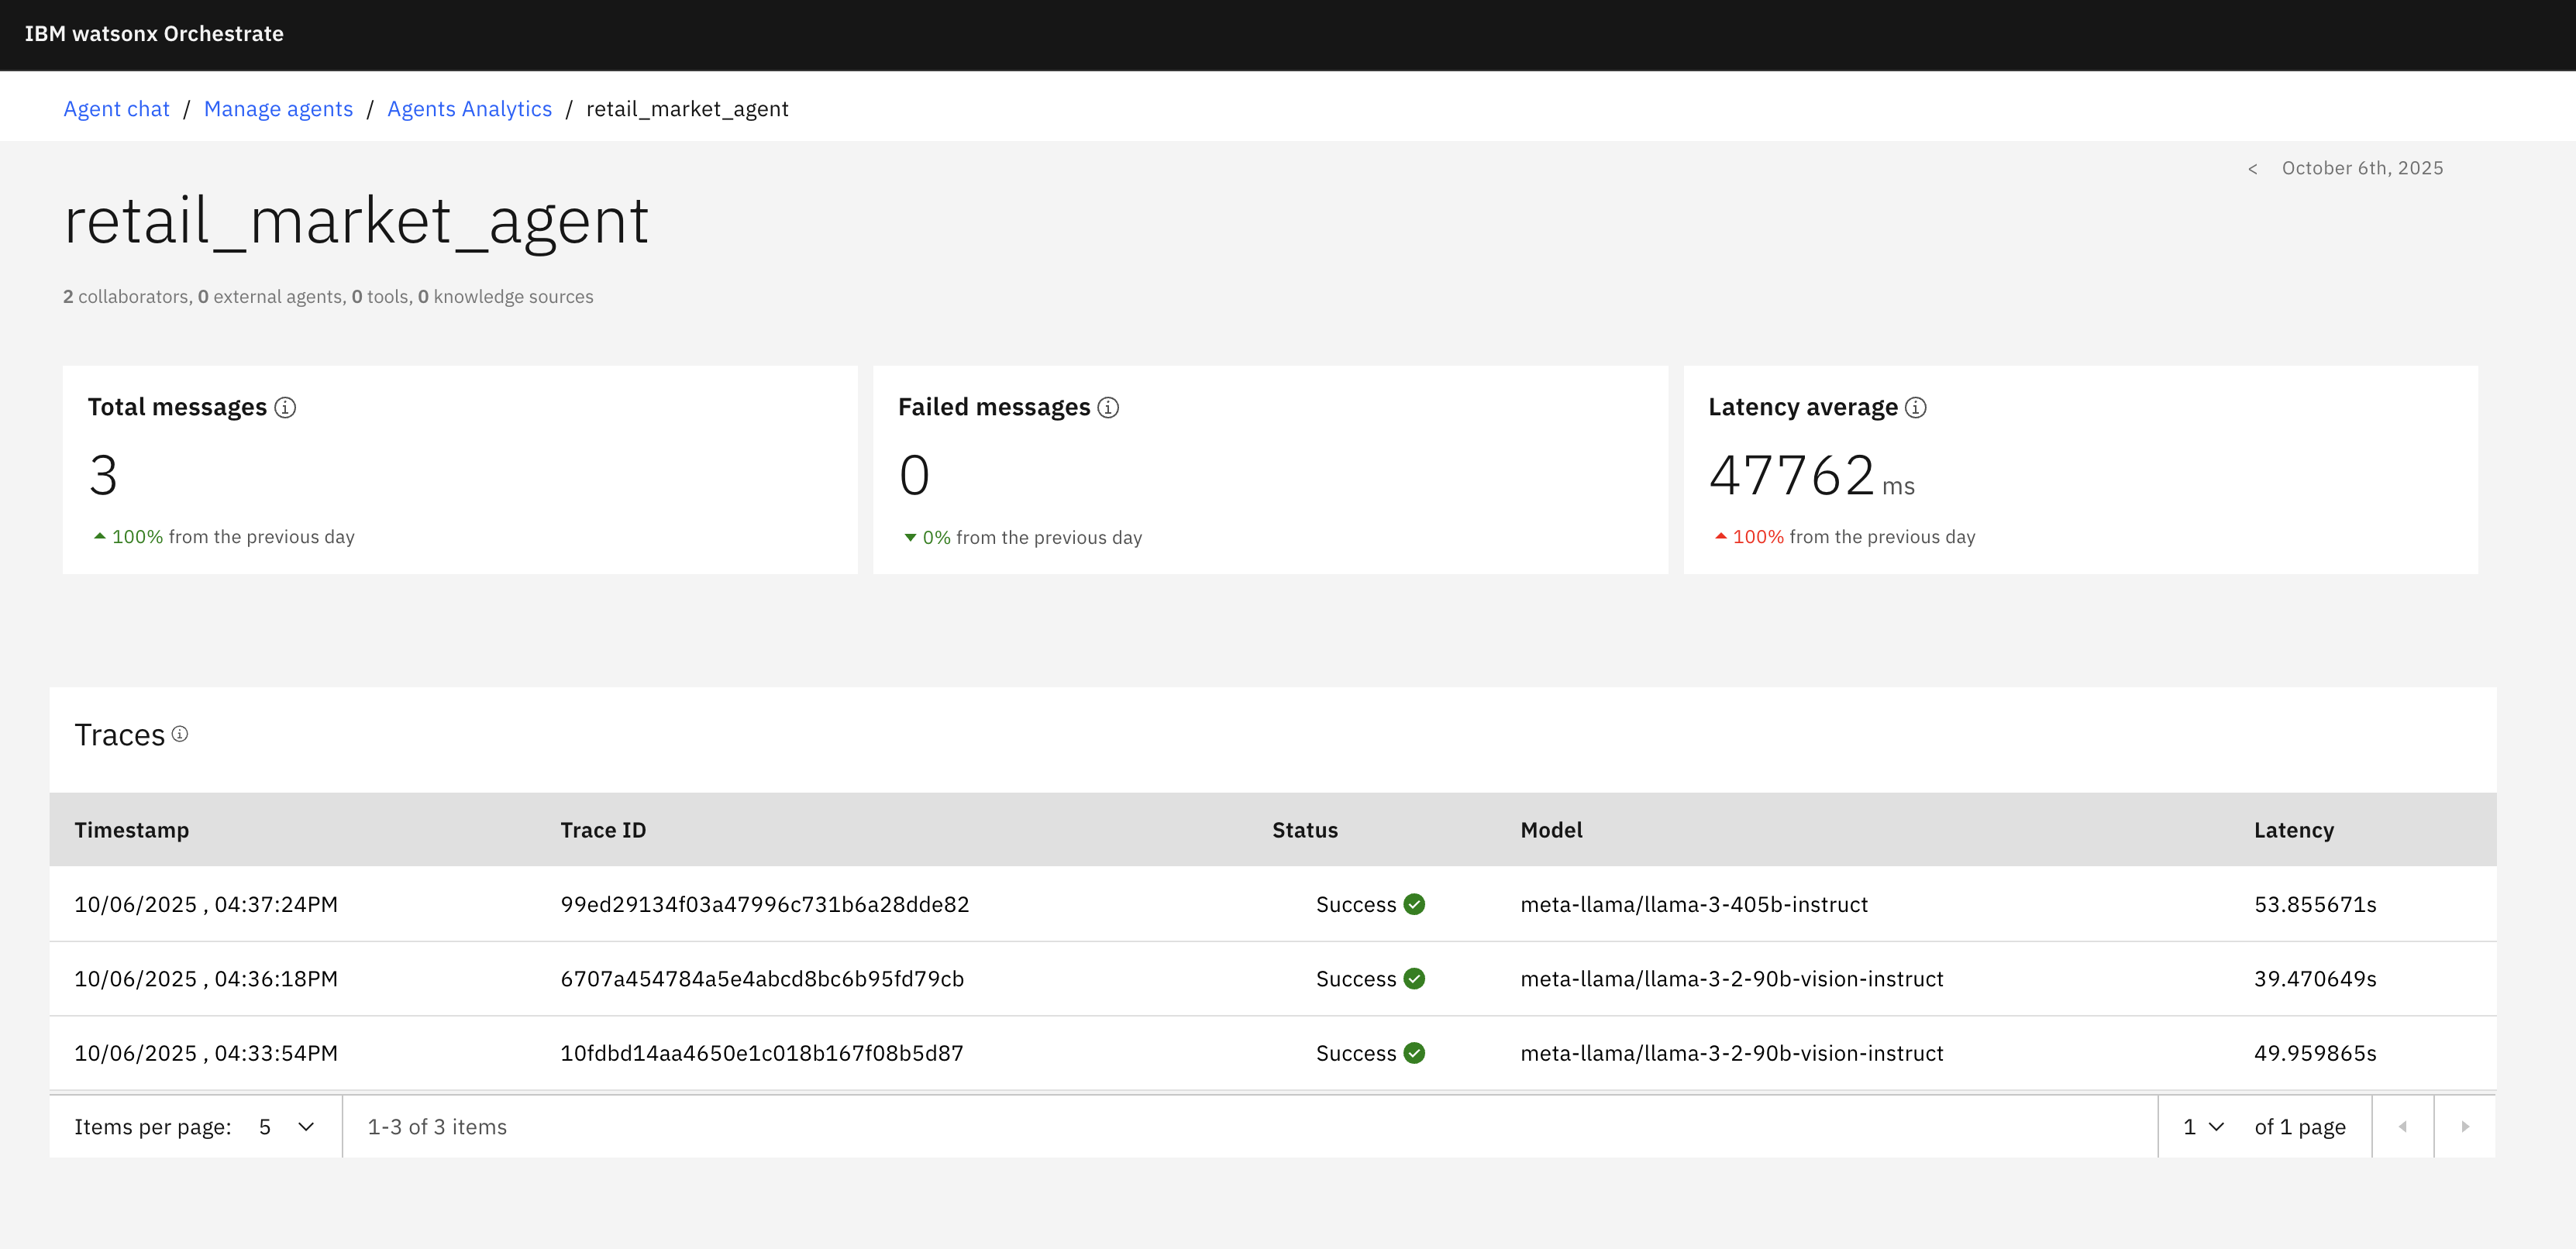 IBM watsonx Orchestrate
Agent chat / Manage agents / Agents Analytics / retail_market_agent
< October 6th, 2025
retail_market_agent
2 collaborators, 0 external agents, 0 tools, 0 knowledge sources
Total messages
3
100% from the previous day
Failed messages
0
0% from the previous day
Latency average
47762 ms
100% from the previous day
Traces
Timestamp Trace ID Status Model Latency
10/06/2025 , 04:37:24PM 99ed29134f03a47996c731b6a28dde82 Success meta-llama/llama-3-405b-instruct 53.855671s
10/06/2025 , 04:36:18PM 6707a454784a5e4abcd8bc6b95fd79cb Success meta-llama/llama-3-2-90b-vision-instruct 39.470649s
10/06/2025 , 04:33:54PM 10fdbd14aa4650e1c018b167f08b5d87 Success meta-llama/llama-3-2-90b-vision-instruct 49.959865s
Items per page: 5 1-3 of 3 items 1 of 1 page